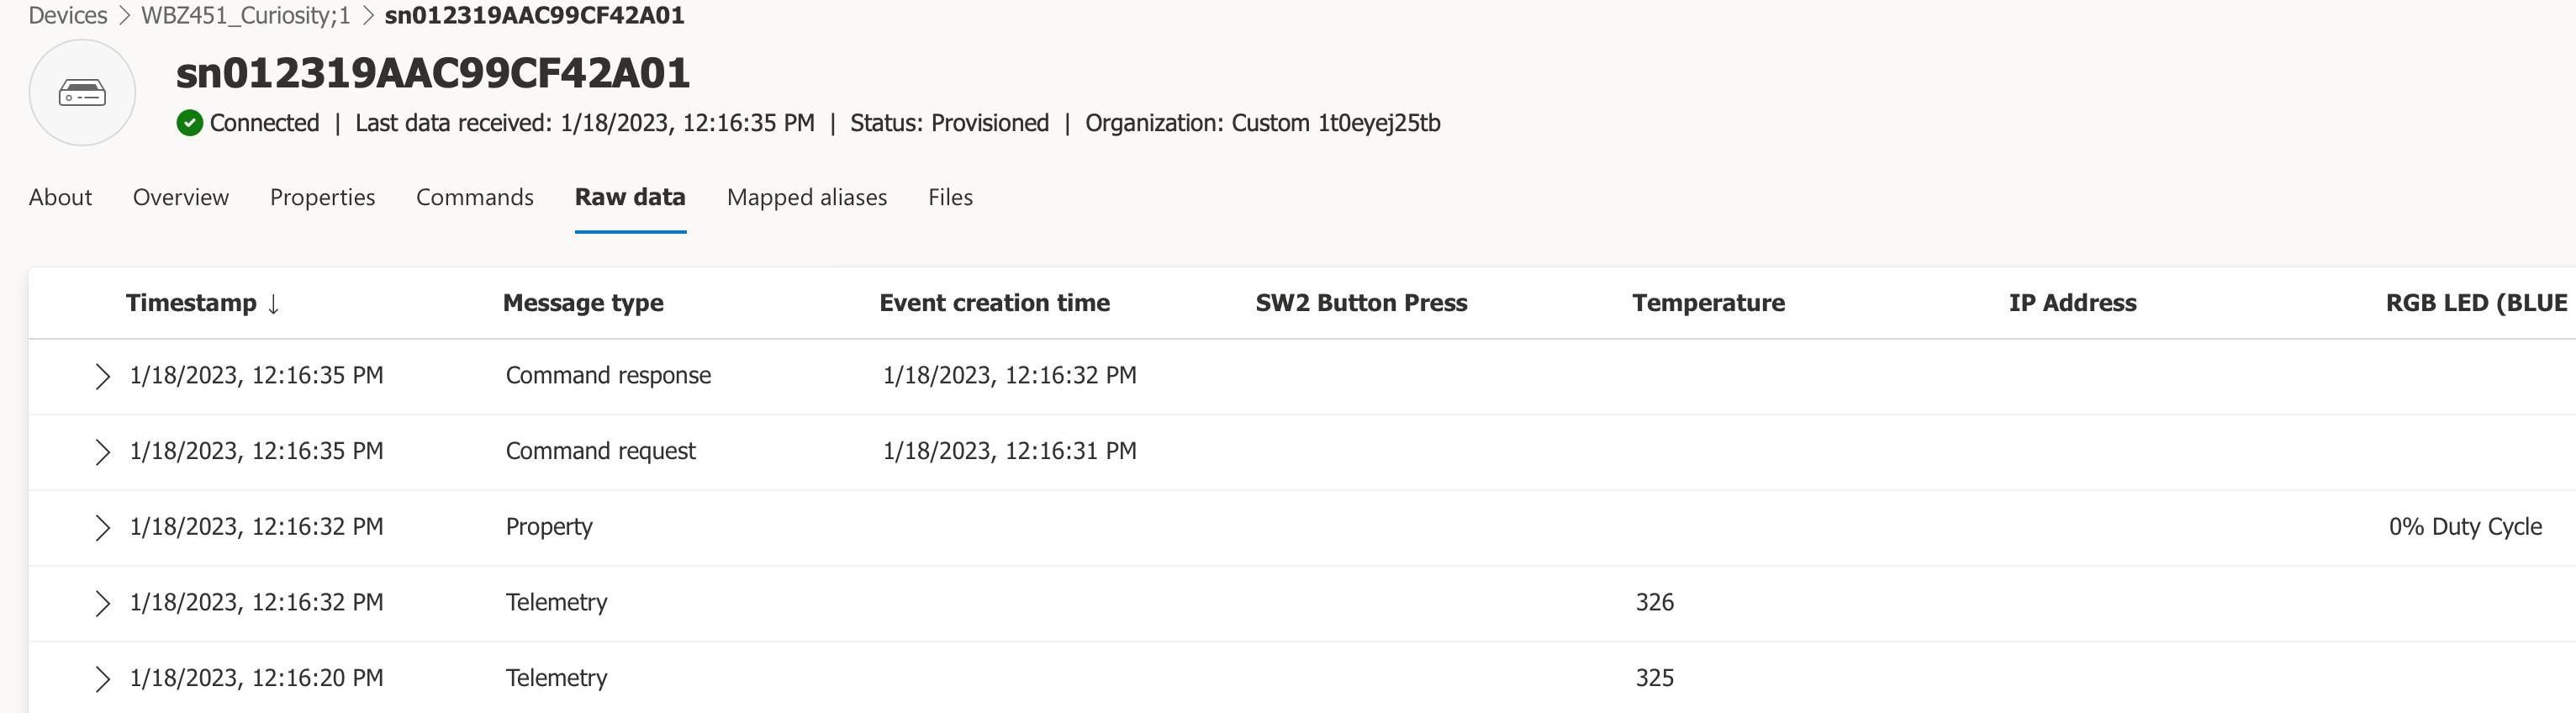 Devices > WBZ451_Curiosity;1 > sn012319AAC99CF42A01
sn012319AAC99CF42A01
Connected | Last data received: 1/18/2023, 12:16:35 PM | Status: Provisioned | Organization: Custom 1t0eyej25tb
About Overview Properties Commands Raw data Mapped aliases Files
Timestamp ↓ Message type Event creation time SW2 Button Press Temperature IP Address RGB LED (BLUE
1/18/2023, 12:16:35 PM Command response 1/18/2023, 12:16:32 PM
1/18/2023, 12:16:35 PM Command request 1/18/2023, 12:16:31 PM
1/18/2023, 12:16:32 PM Property 0% Duty Cycle
1/18/2023, 12:16:32 PM Telemetry 326
1/18/2023, 12:16:20 PM Telemetry 325